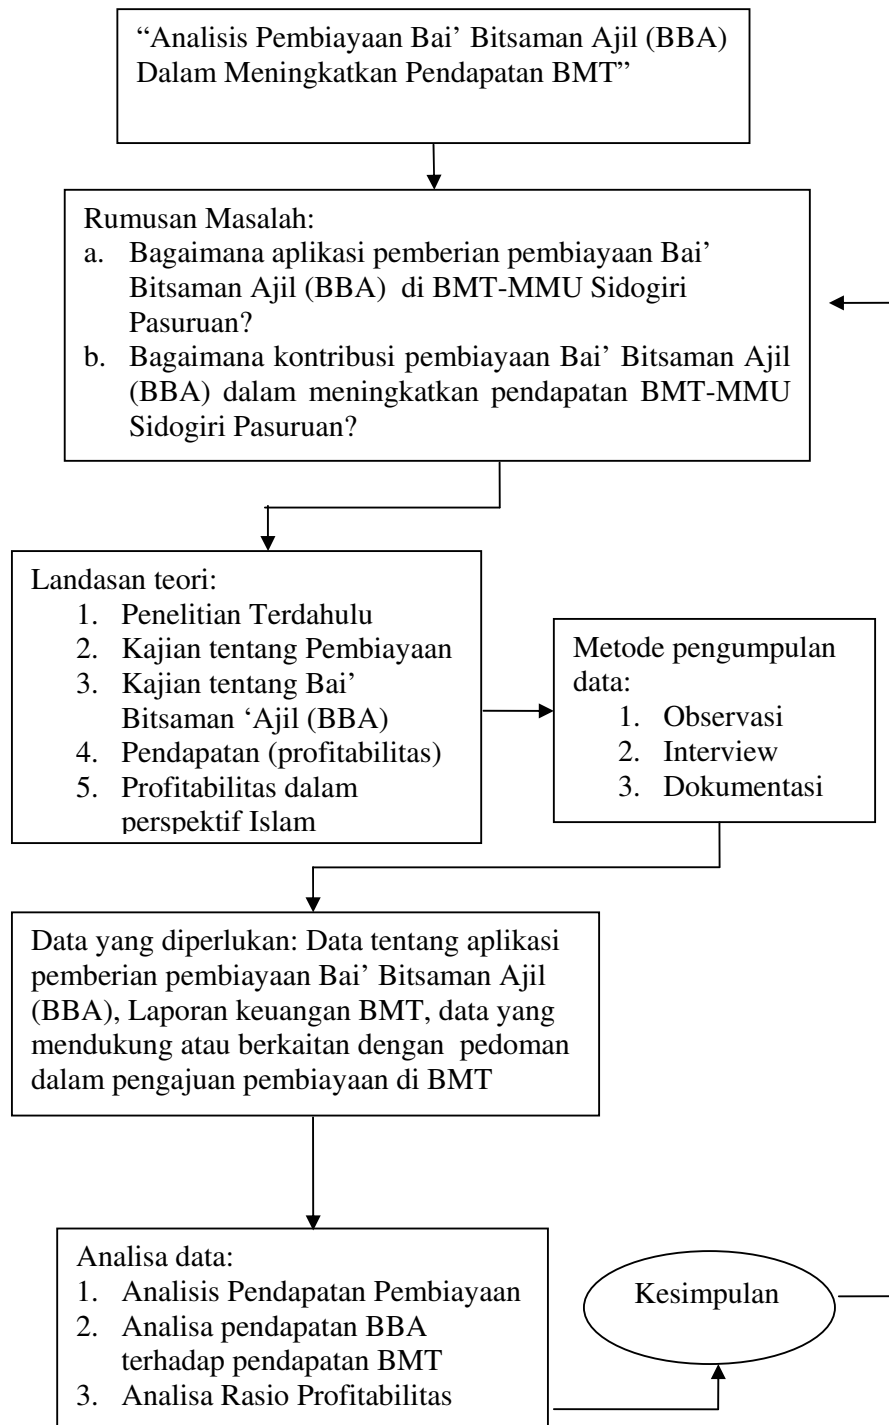 “Analisis Pembiayaan Bai’ Bitsaman Ajil (BBA)
Dalam Meningkatkan Pendapatan BMT”
Rumusan Masalah:
a. Bagaimana aplikasi pemberian pembiayaan Bai’
Bitsaman Ajil (BBA) di BMT-MMU Sidogiri
Pasuruan?
b. Bagaimana kontribusi pembiayaan Bai’ Bitsaman Ajil
(BBA) dalam meningkatkan pendapatan BMT-MMU
Sidogiri Pasuruan?
Landasan teori:
1. Penelitian Terdahulu
2. Kajian tentang Pembiayaan
3. Kajian tentang Bai’
Bitsaman ‘Ajil (BBA)
4. Pendapatan (profitabilitas)
5. Profitabilitas dalam
perspektif Islam
Metode pengumpulan
data:
1. Observasi
2. Interview
3. Dokumentasi
Data yang diperlukan: Data tentang aplikasi
pemberian pembiayaan Bai’ Bitsaman Ajil
(BBA), Laporan keuangan BMT, data yang
mendukung atau berkaitan dengan pedoman
dalam pengajuan pembiayaan di BMT
Analisa data:
1. Analisis Pendapatan Pembiayaan
2. Analisa pendapatan BBA
terhadap pendapatan BMT
3. Analisa Rasio Profitabilitas
Kesimpulan